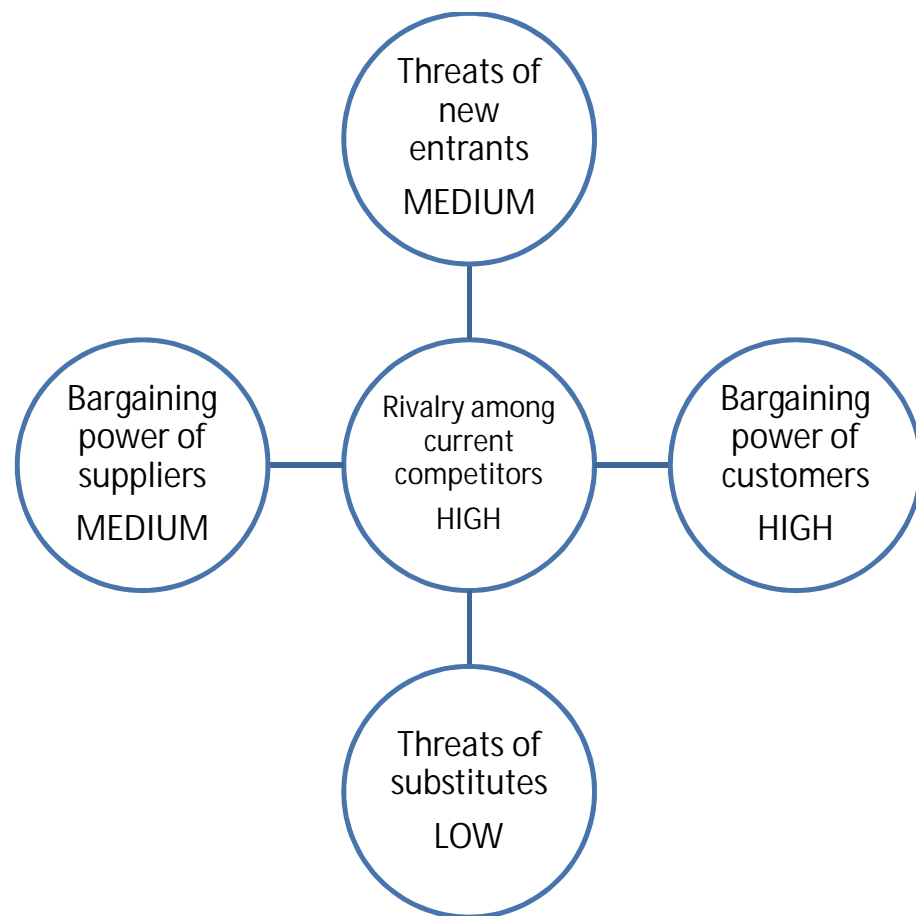 Threats of
new
entrants
MEDIUM
Bargaining
power of
suppliers
MEDIUM
Rivalry among
current
competitors
HIGH
Bargaining
power of
customers
HIGH
Threats of
substitutes
LOW